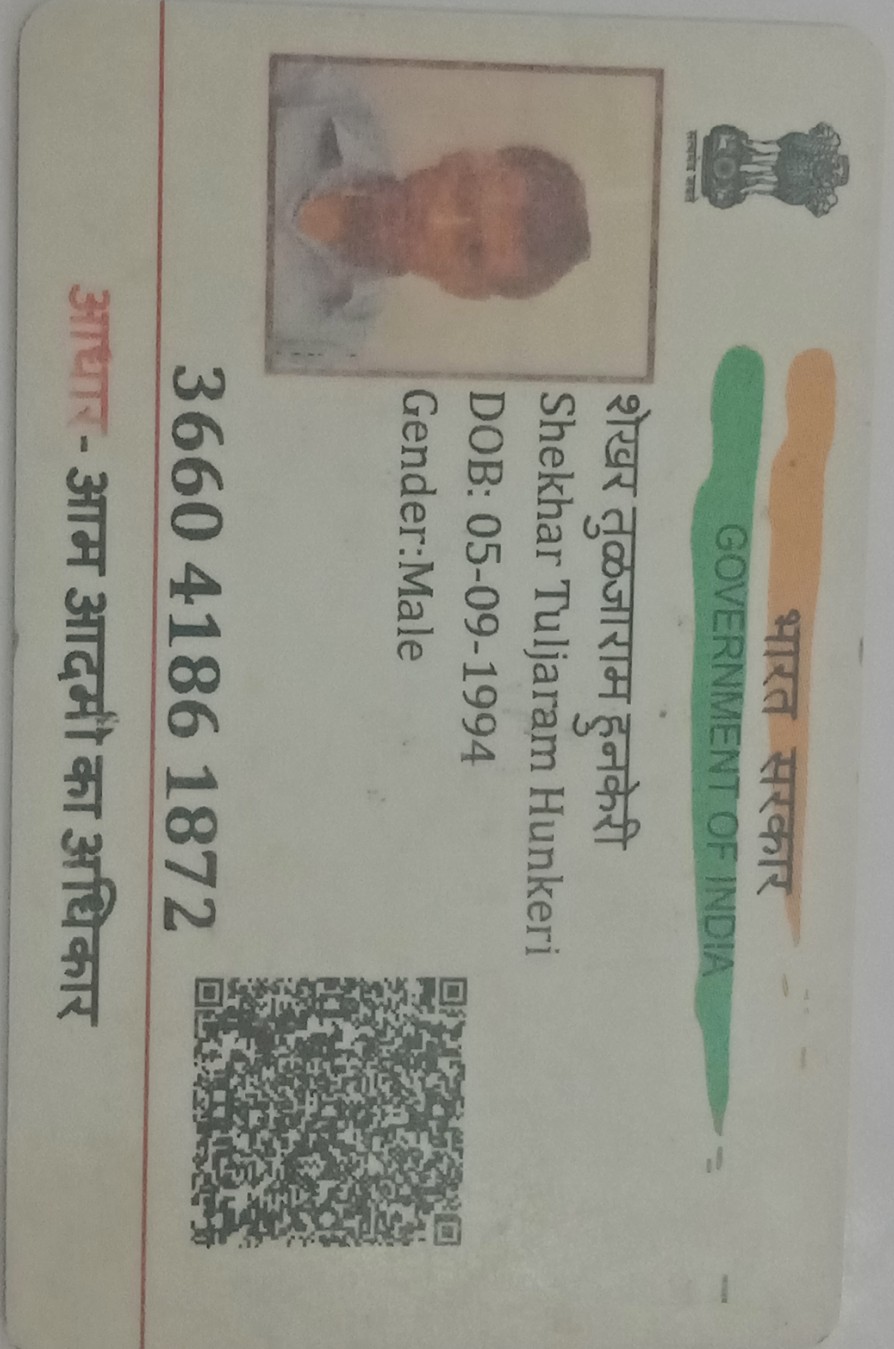 भारत सरकार
GOVERNMENT OF INDIA
सत्यमेव जयते
शेखर तुळजाराम हुनकेरी
Shekhar Tuljaram Hunkeri
DOB: 05-09-1994
Gender:Male
3660 4186 1872
आधार - आम आदमी का अधिकार